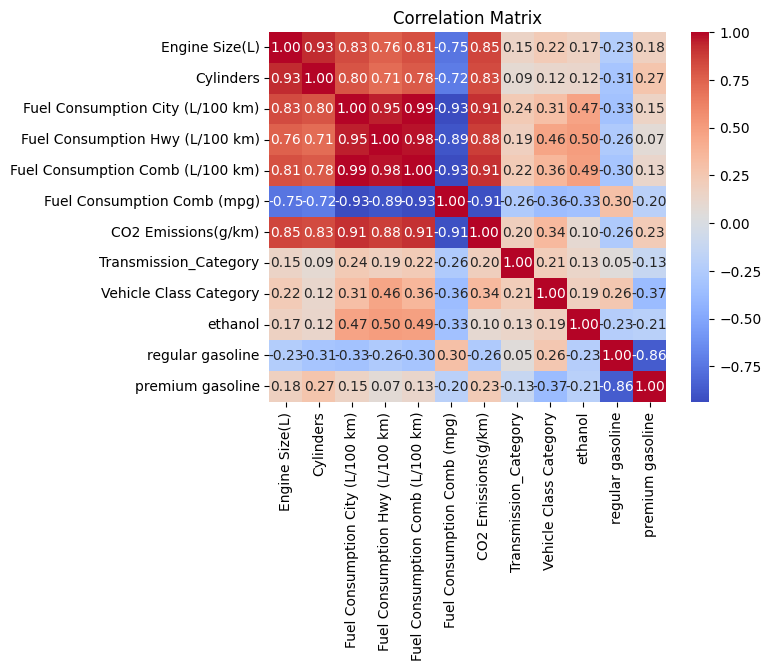 Correlation Matrix
Engine Size(L) 1.00 0.93 0.83 0.76 0.81 -0.75 0.85 0.15 0.22 0.17 -0.23 0.18
Cylinders 0.93 1.00 0.80 0.71 0.78 -0.72 0.83 0.09 0.12 0.12 -0.31 0.27
Fuel Consumption City (L/100 km) 0.83 0.80 1.00 0.95 0.99 -0.93 0.91 0.24 0.31 0.47 -0.33 0.15
Fuel Consumption Hwy (L/100 km) 0.76 0.71 0.95 1.00 0.98 -0.89 0.88 0.19 0.46 0.50 -0.26 0.07
Fuel Consumption Comb (L/100 km) 0.81 0.78 0.99 0.98 1.00 -0.93 0.91 0.22 0.36 0.49 -0.30 0.13
Fuel Consumption Comb (mpg) -0.75 -0.72 -0.93 -0.89 -0.93 1.00 -0.91 -0.26 -0.36 -0.33 0.30 -0.20
CO2 Emissions(g/km) 0.85 0.83 0.91 0.88 0.91 -0.91 1.00 0.20 0.34 0.10 -0.26 0.23
Transmission_Category 0.15 0.09 0.24 0.19 0.22 -0.26 0.20 1.00 0.21 0.13 0.05 -0.13
Vehicle Class Category 0.22 0.12 0.31 0.46 0.36 -0.36 0.34 0.21 1.00 0.19 0.26 -0.37
ethanol 0.17 0.12 0.47 0.50 0.49 -0.33 0.10 0.13 0.19 1.00 -0.23 -0.21
regular gasoline -0.23 -0.31 -0.33 -0.26 -0.30 0.30 -0.26 0.05 0.26 -0.23 1.00 -0.86
premium gasoline 0.18 0.27 0.15 0.07 0.13 -0.20 0.23 -0.13 -0.37 -0.21 -0.86 1.00
Engine Size(L)
Cylinders
Fuel Consumption City (L/100 km)
Fuel Consumption Hwy (L/100 km)
Fuel Consumption Comb (L/100 km)
Fuel Consumption Comb (mpg)
CO2 Emissions(g/km)
Transmission_Category
Vehicle Class Category
ethanol
regular gasoline
premium gasoline
1.00
0.75
0.50
0.25
0.00
−0.25
−0.50
−0.75